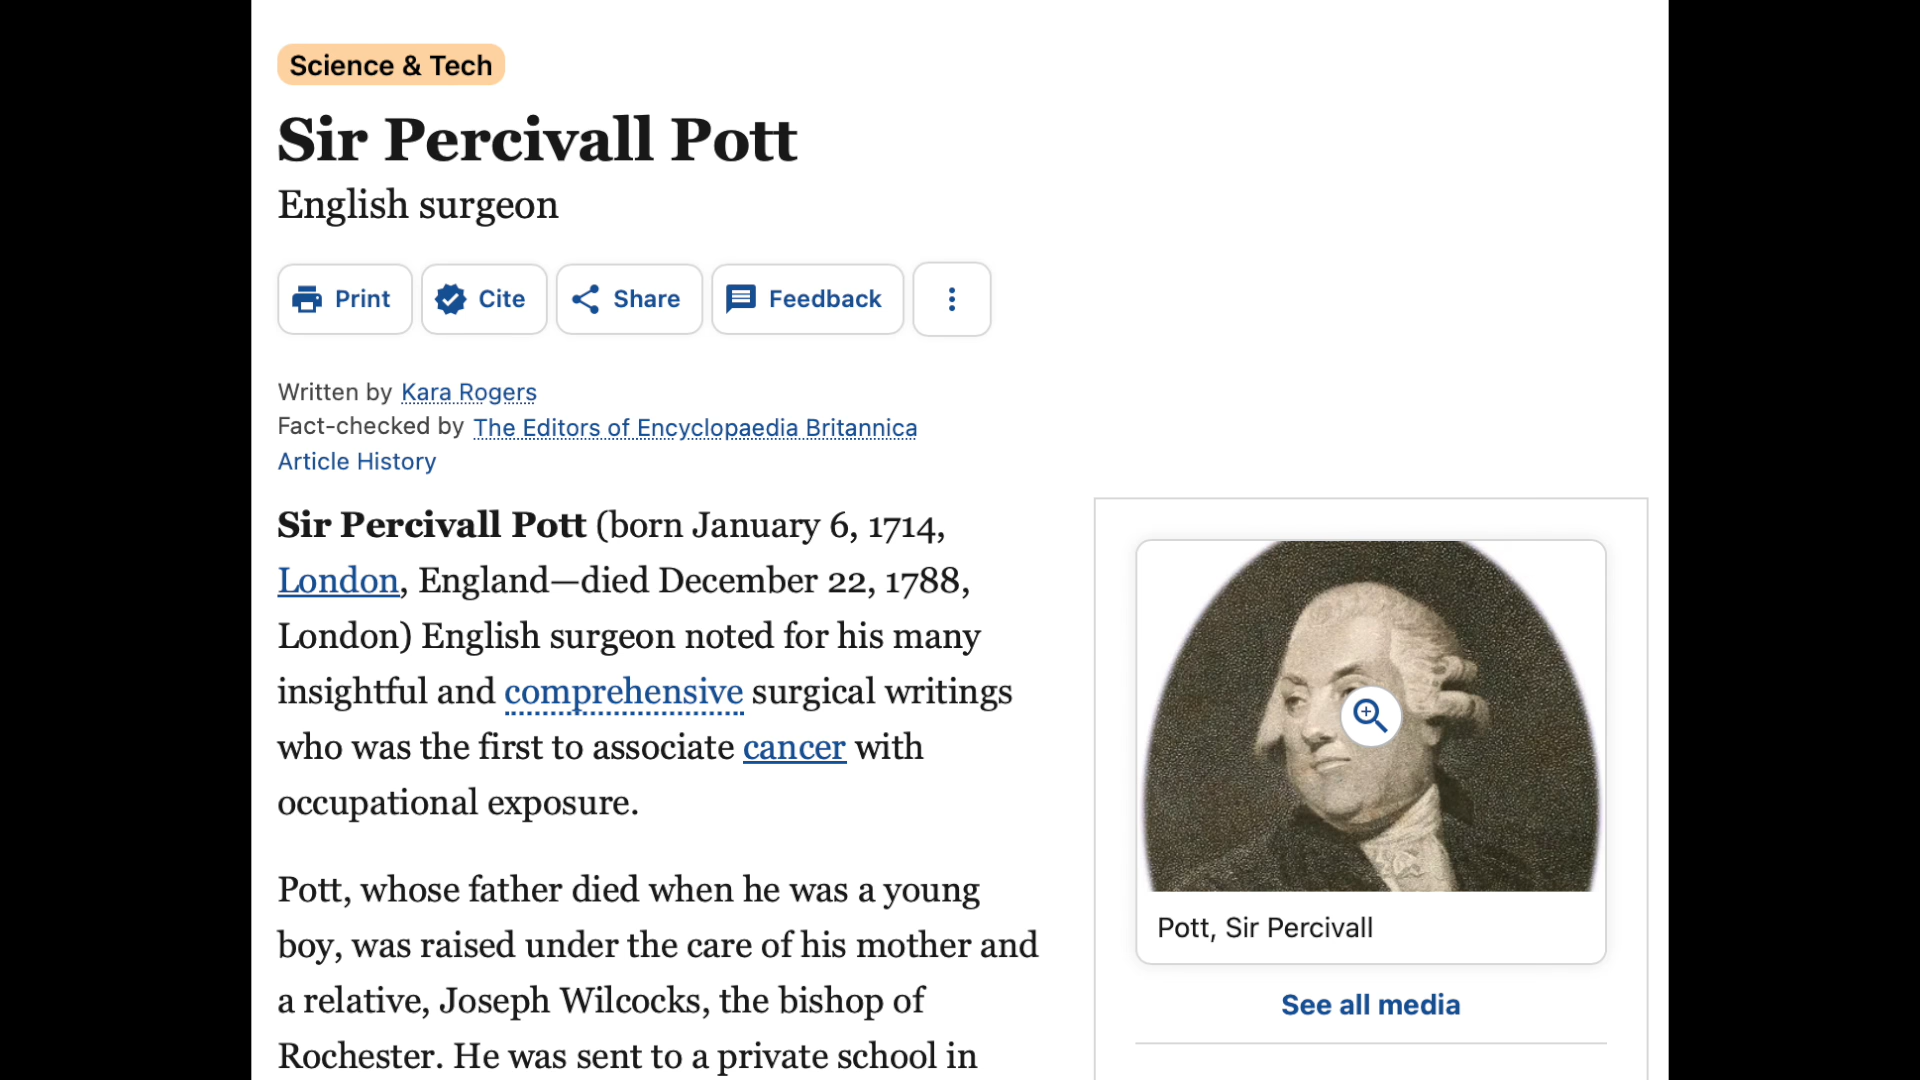 Science & Tech
Sir Percivall Pott
English surgeon
Print
Cite
Share
Feedback
Written by Kara Rogers
Fact-checked by The Editors of Encyclopaedia Britannica
Article History
Sir Percivall Pott (born January 6, 1714,
London, England—died December 22, 1788,
London) English surgeon noted for his many
insightful and comprehensive surgical writings
who was the first to associate cancer with
occupational exposure.
Pott, whose father died when he was a young
boy, was raised under the care of his mother and
a relative, Joseph Wilcocks, the bishop of
Rochester. He was sent to a private school in
Pott, Sir Percivall
See all media